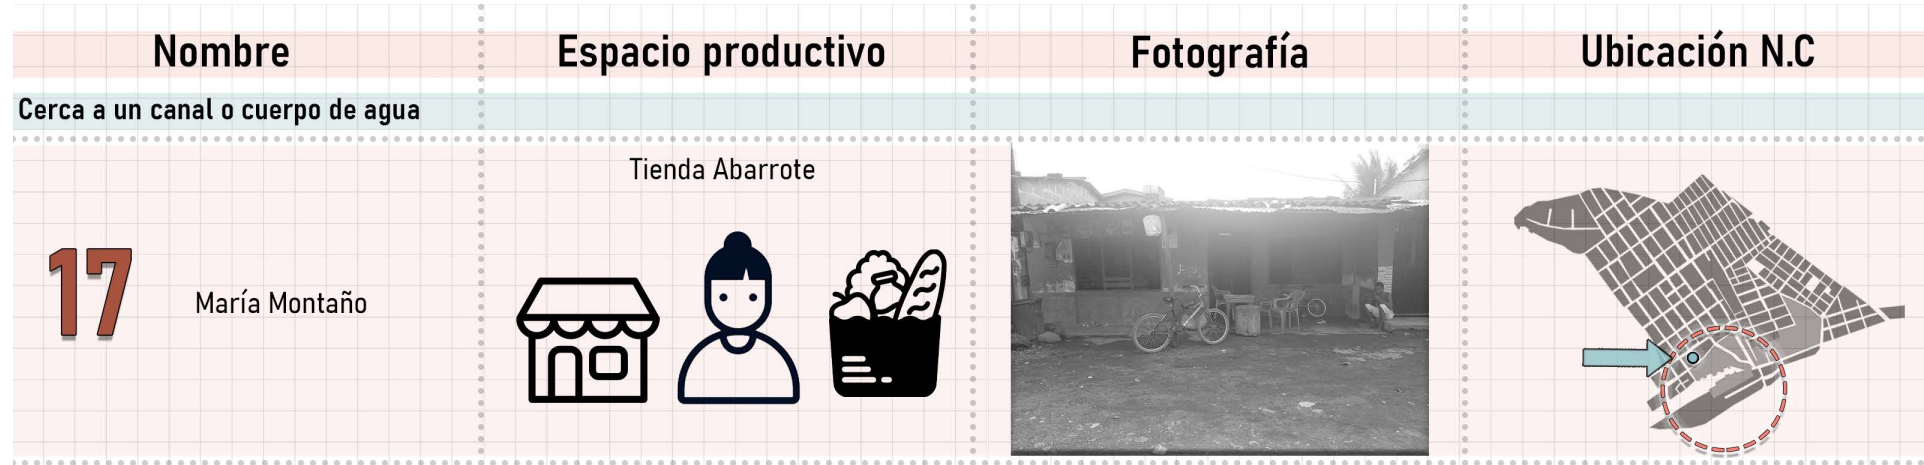 Nombre
Espacio productivo
Fotografía
Ubicación N.C
Cerca a un canal o cuerpo de agua
17
María Montaño
Tienda Abarrote